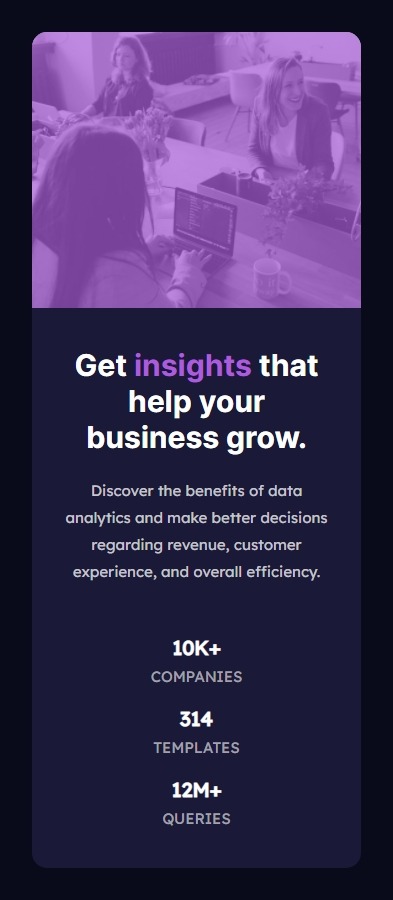 Get insights that
help your
business grow.
Discover the benefits of data
analytics and make better decisions
regarding revenue, customer
experience, and overall efficiency.
10K+
COMPANIES
314
TEMPLATES
12M+
QUERIES